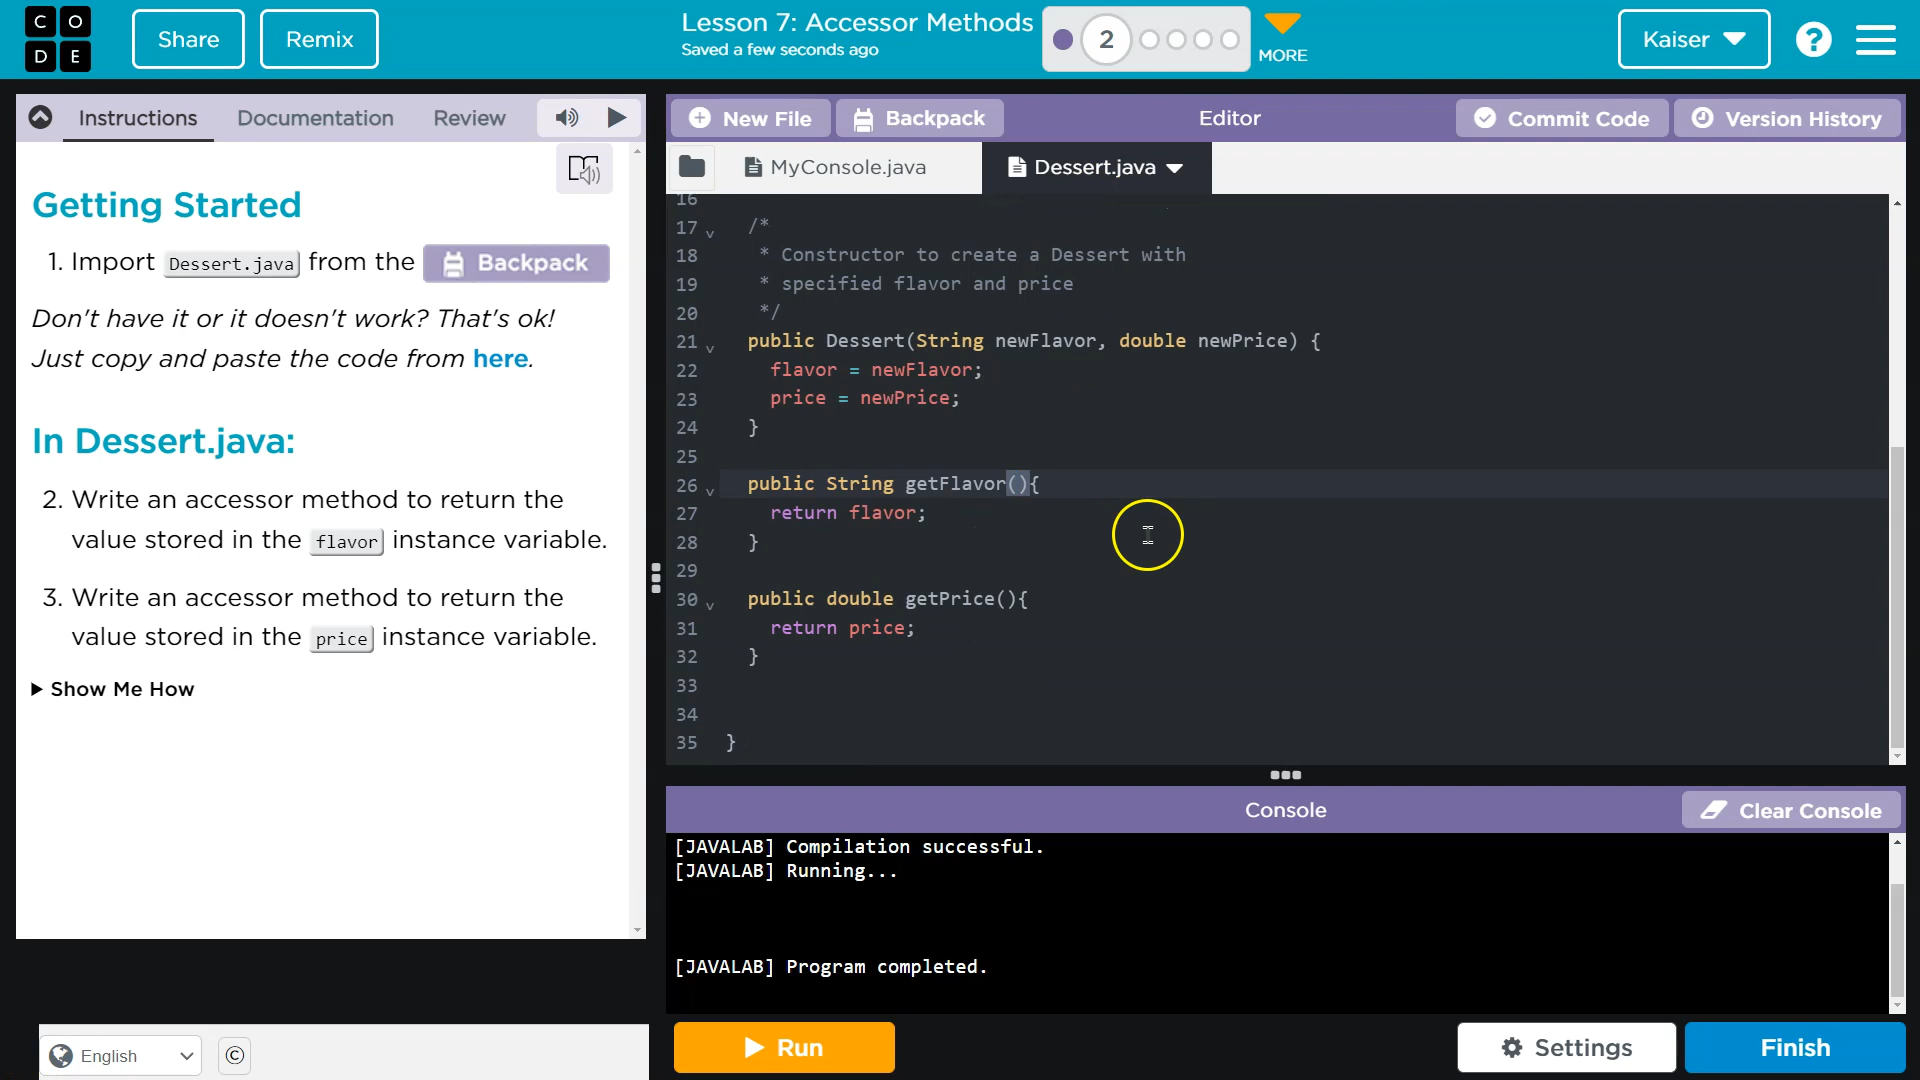 C O
D E
Share
Remix
Lesson 7: Accessor Methods
Saved a few seconds ago
2
MORE
Kaiser
?
Instructions
Documentation
Review
New File
Backpack
Editor
Commit Code
Version History
MyConsole.java
Dessert.java
Getting Started
1. Import Dessert.java from the Backpack
Don't have it or it doesn't work? That's ok!
Just copy and paste the code from here.
In Dessert.java:
2. Write an accessor method to return the
value stored in the flavor instance variable.
3. Write an accessor method to return the
value stored in the price instance variable.
Show Me How
16
17 /*
18 * Constructor to create a Dessert with
19 * specified flavor and price
20 */
21 public Dessert(String newFlavor, double newPrice) {
22 flavor = newFlavor;
23 price = newPrice;
24 }
25
26 public String getFlavor(){
27 return flavor;
28 }
29
30 public double getPrice(){
31 return price;
32 }
33
34
35 }
Console
Clear Console
[JAVALAB] Compilation successful.
[JAVALAB] Running...
[JAVALAB] Program completed.
English
©
Run
Settings
Finish